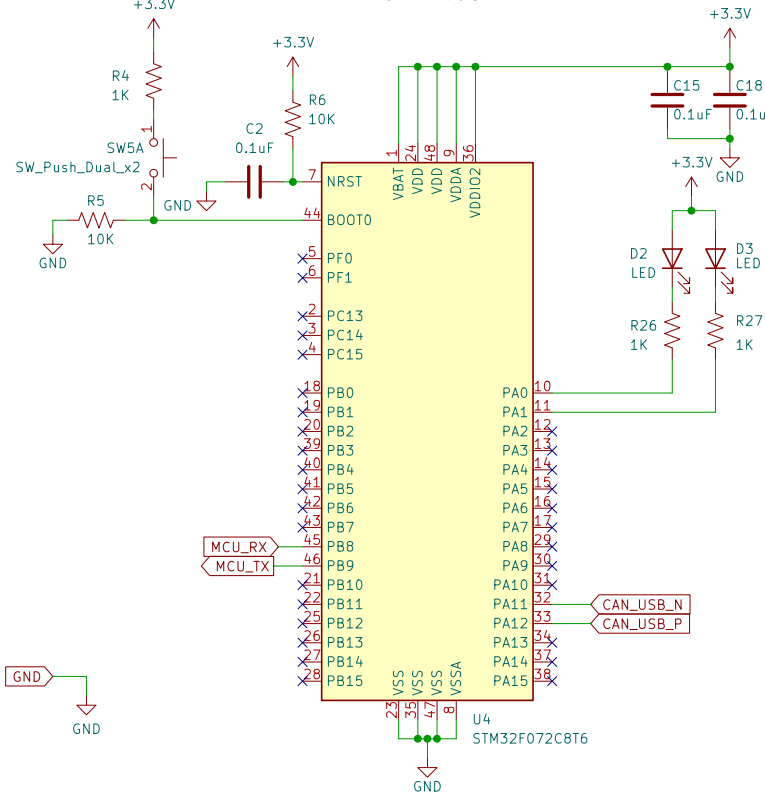 +3.3V
+3.3V
R4
1K
+3.3V
C15
0.1uF
C18
0.1u
GND
R6
10K
C2
0.1uF
1
SW5A
SW_Push_Dual_x2
2
GND
R5
10K
GND
+3.3V
D2
LED
D3
LED
R26
1K
R27
1K
1 VBAT
24 VDD
48 VDD
9 VDDA
36 VDDIO2
7 NRST
44 BOOT0
5 PF0
6 PF1
2 PC13
3 PC14
4 PC15
18 PB0
19 PB1
20 PB2
39 PB3
40 PB4
41 PB5
42 PB6
43 PB7
MCU_RX 45 PB8
MCU_TX 46 PB9
21 PB10
22 PB11
25 PB12
26 PB13
27 PB14
28 PB15
PA0 10
PA1 11
PA2 12
PA3 13
PA4 14
PA5 15
PA6 16
PA7 17
PA8 29
PA9 30
PA10 31
PA11 32 CAN_USB_N
PA12 33 CAN_USB_P
PA13 34
PA14 37
PA15 38
VSS 23
VSS 35
VSS 47
VSSA 8
U4
STM32F072C8T6
GND
GND
GND